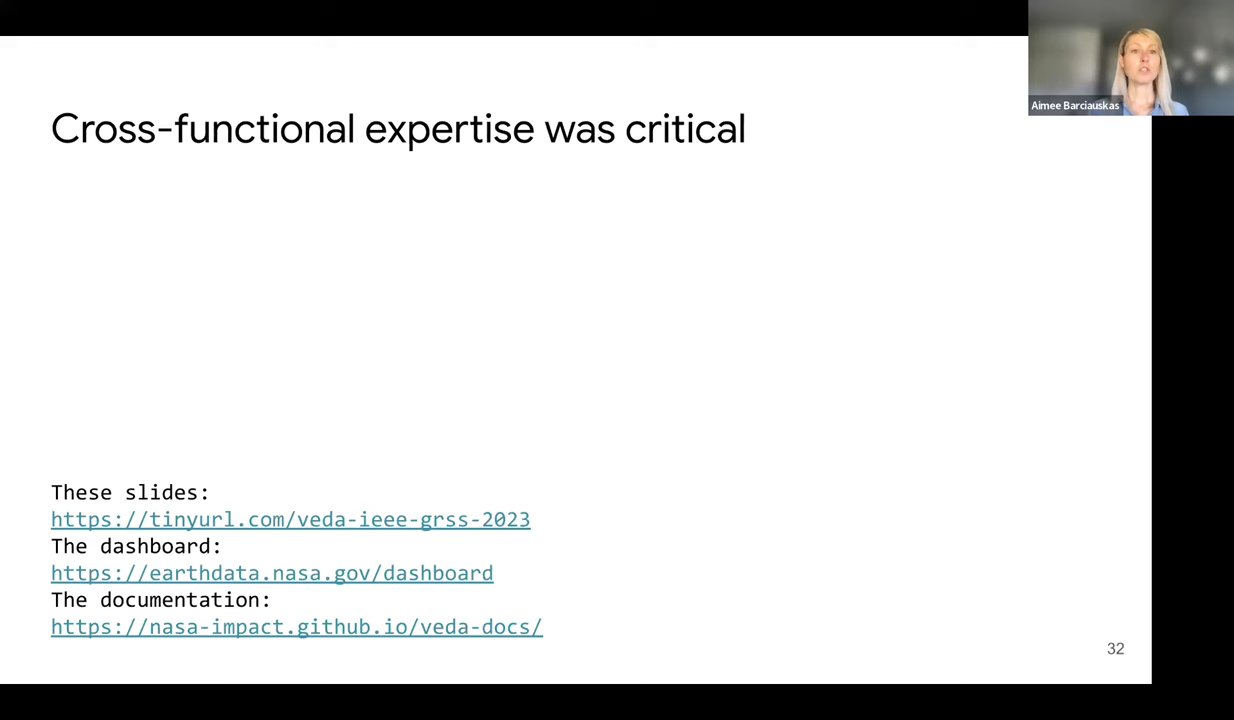 Aimee Barciauskas
Cross-functional expertise was critical
These slides:
https://tinyurl.com/veda-ieee-grss-2023
The dashboard:
https://earthdata.nasa.gov/dashboard
The documentation:
https://nasa-impact.github.io/veda-docs/
32